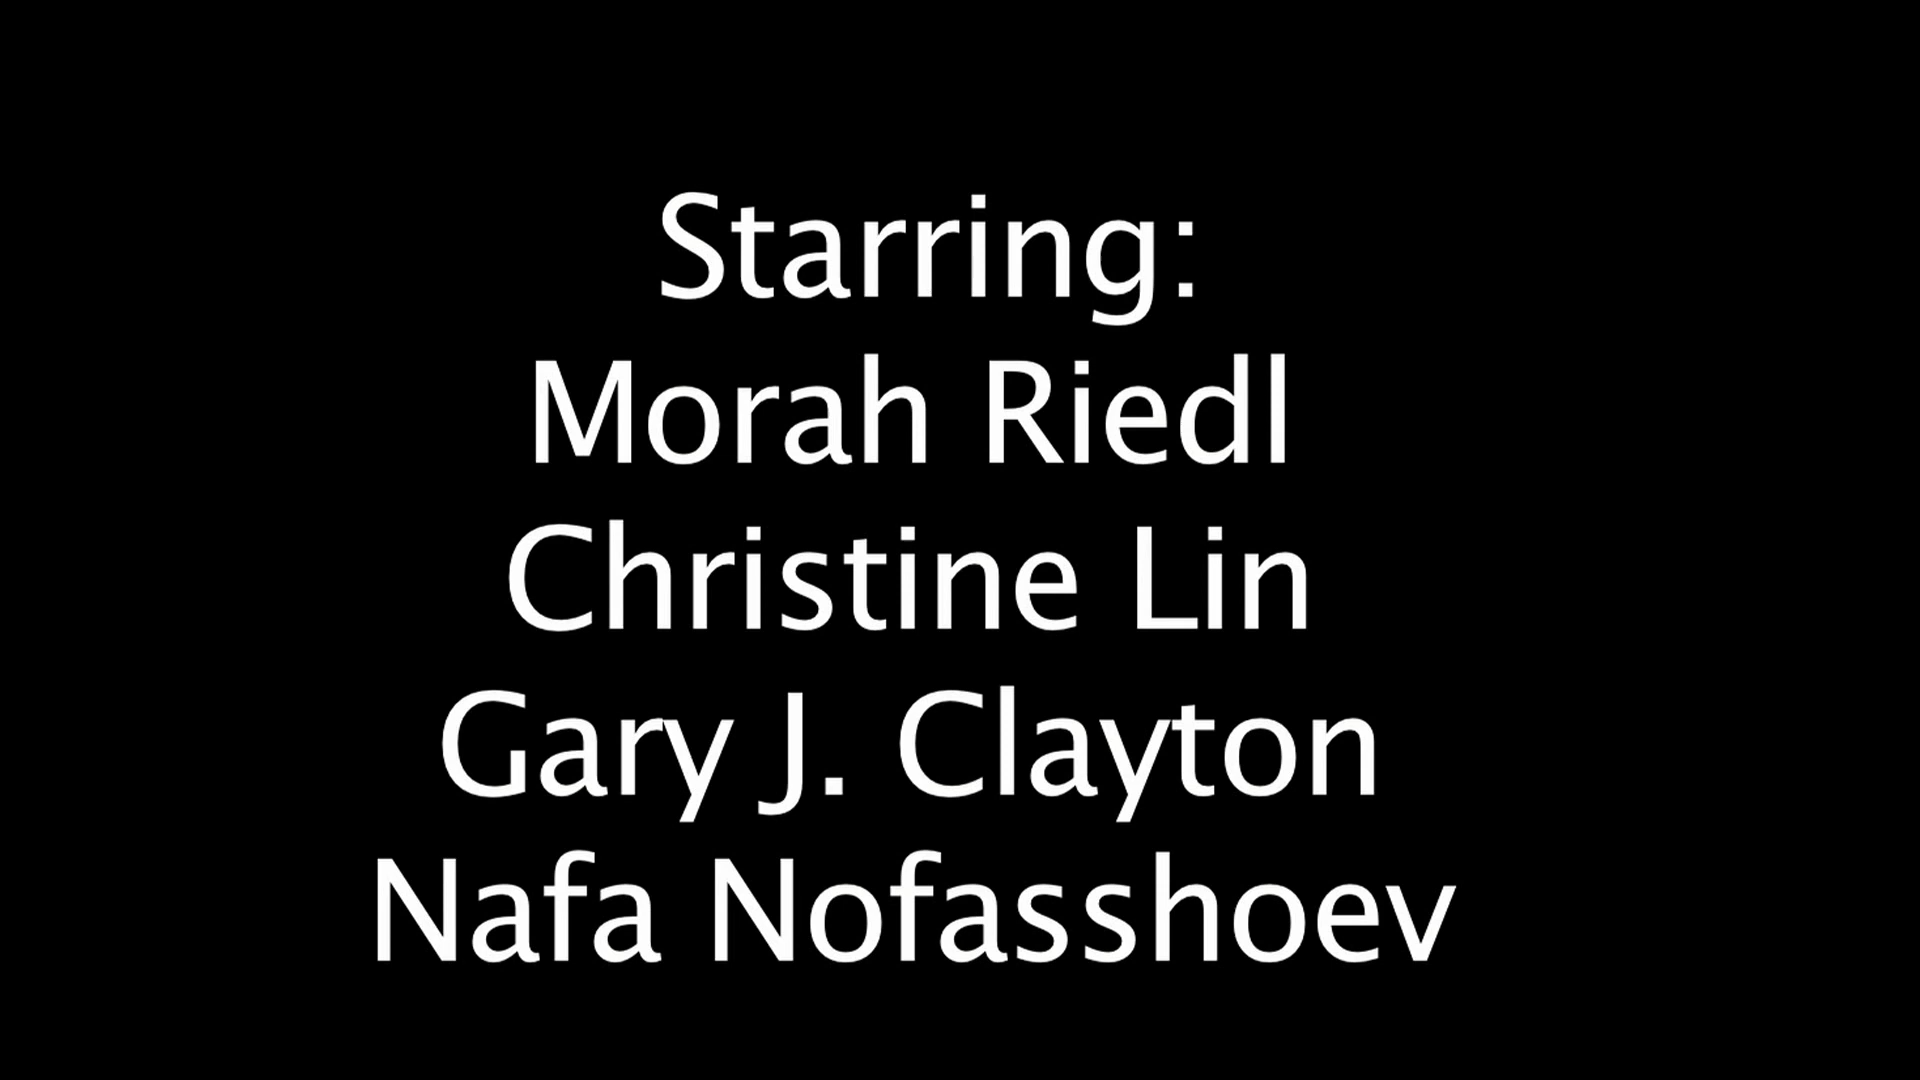 Starring:
Morah Riedl
Christine Lin
Gary J. Clayton
Nafa Nofasshoev